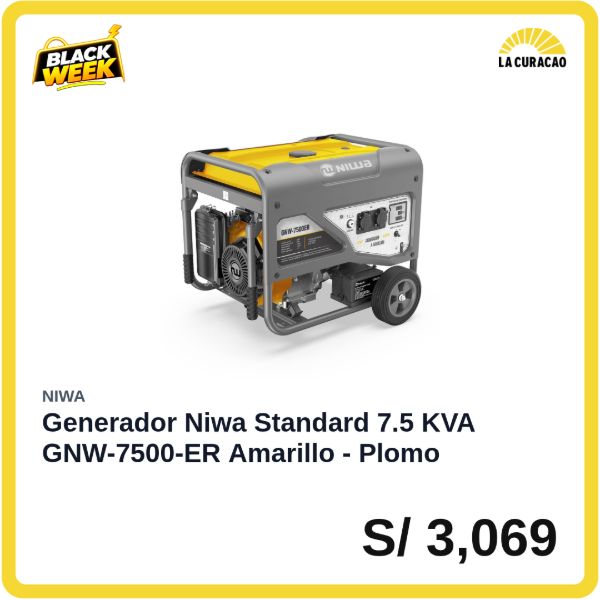 BLACK
WEEK
LA CURACAO
NIWA
GNW-7500ER
NIWA
Generador Niwa Standard 7.5 KVA
GNW-7500-ER Amarillo - Plomo
S/ 3,069